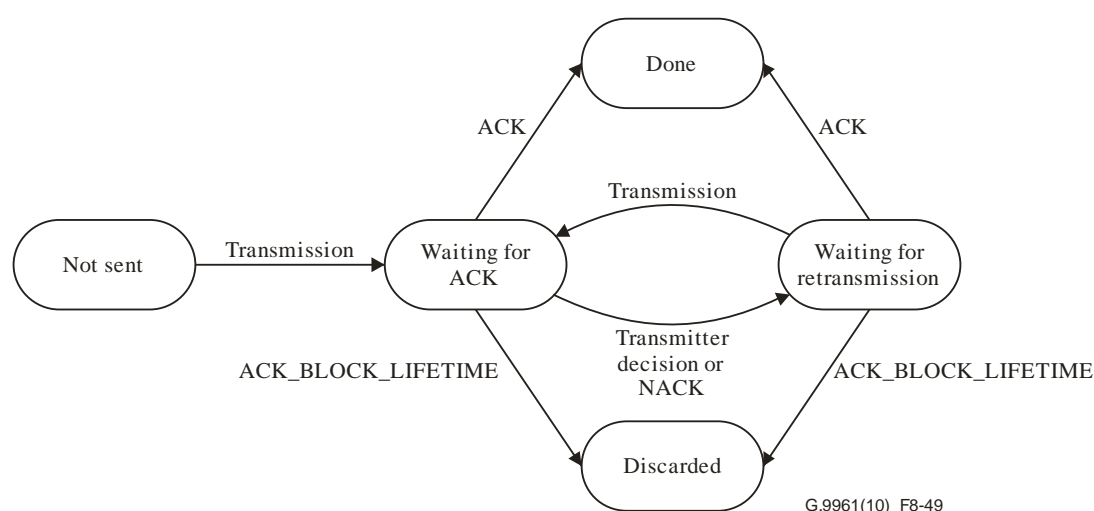 Done
ACK
ACK
Transmission
Not sent
Transmission
Waiting for
ACK
Waiting for
retransmission
Transmitter
decision or
NACK
ACK_BLOCK_LIFETIME
ACK_BLOCK_LIFETIME
Discarded
G.9961(10)_F8-49